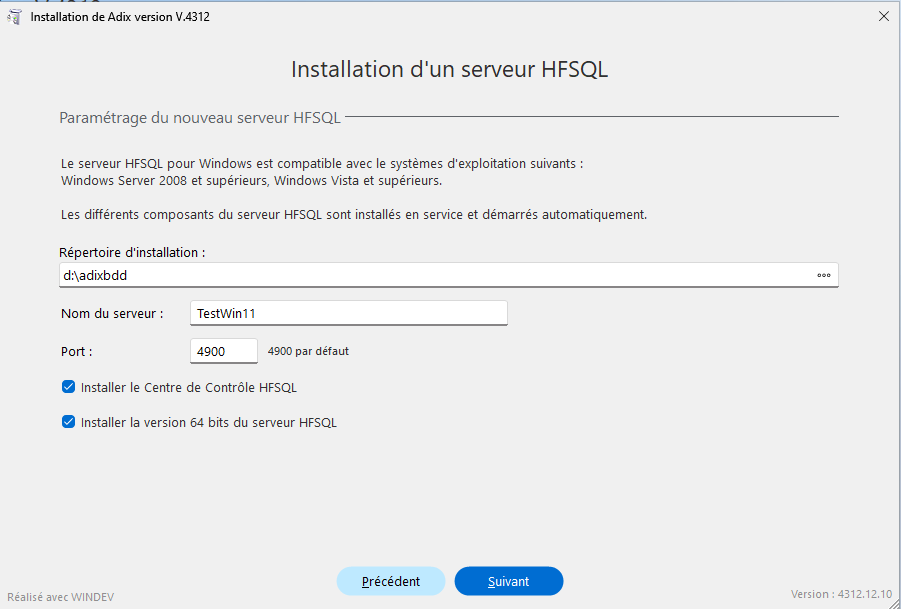 Installation de Adix version V.4312
Installation d'un serveur HFSQL
Paramétrage du nouveau serveur HFSQL
Le serveur HFSQL pour Windows est compatible avec le systèmes d'exploitation suivants :
Windows Server 2008 et supérieurs, Windows Vista et supérieurs.
Les différents composants du serveur HFSQL sont installés en service et démarrés automatiquement.
Répertoire d'installation :
d:\adixbdd
Nom du serveur : TestWin11
Port : 4900 4900 par défaut
Installer le Centre de Contrôle HFSQL
Installer la version 64 bits du serveur HFSQL
Précédent Suivant
Réalisé avec WINDEV Version : 4312.12.10